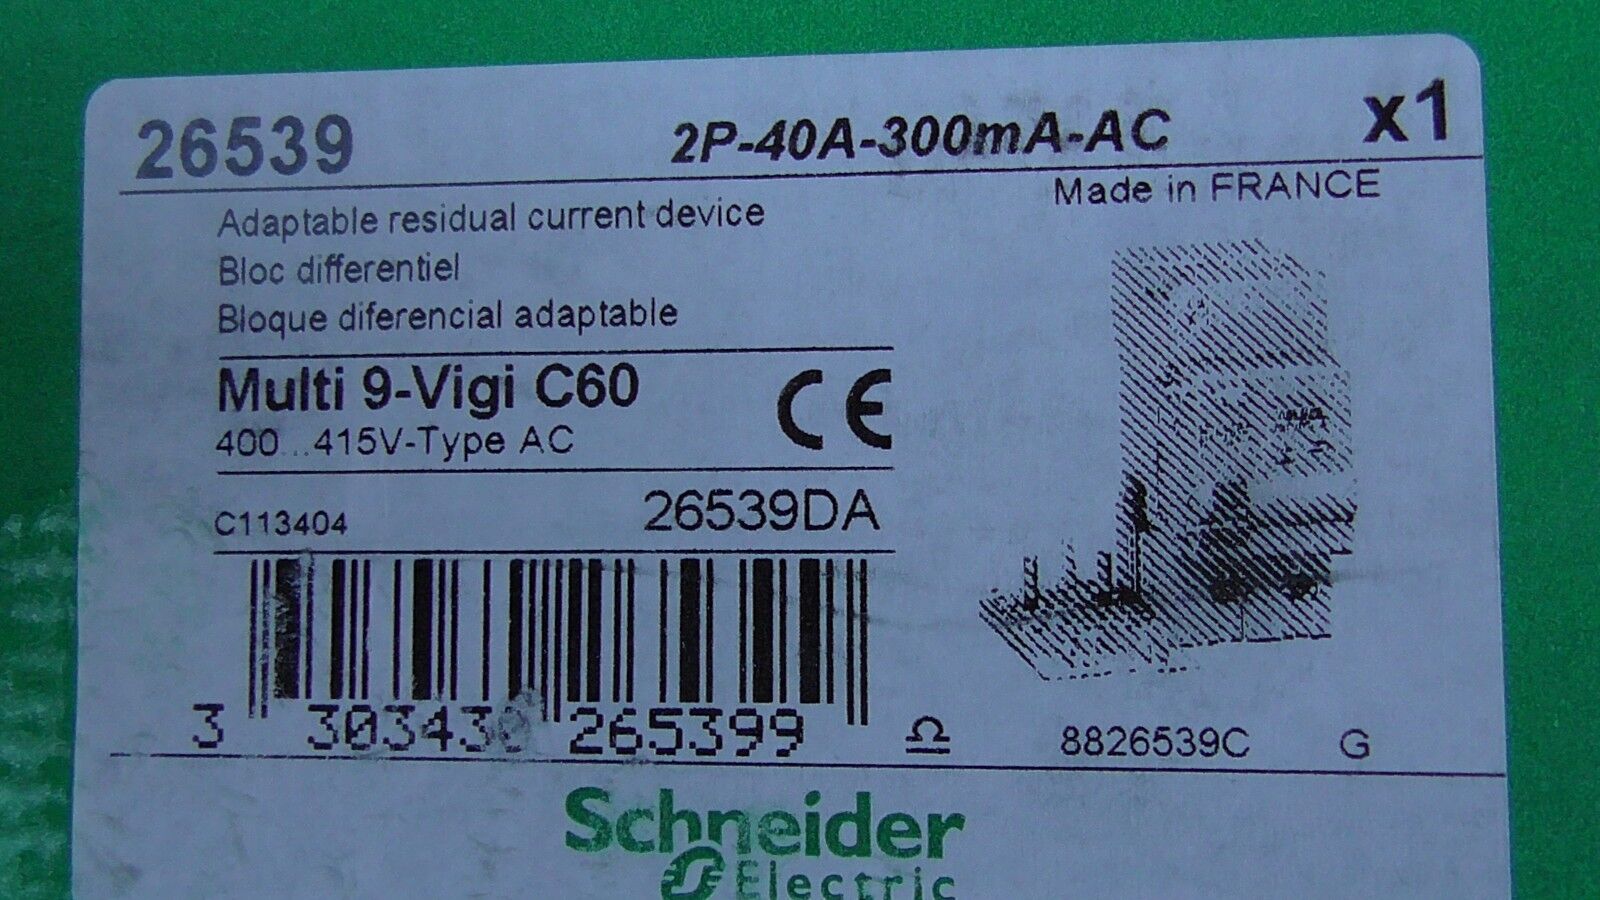 26539 2P-40A-300mA-AC x1
Made in FRANCE
Adaptable residual current device
Bloc differentiel
Bloque diferencial adaptable
Multi 9-Vigi C60 CE
400...415V-Type AC
C113404 26539DA
3 303430 265399 8826539C G
Schneider
Electric